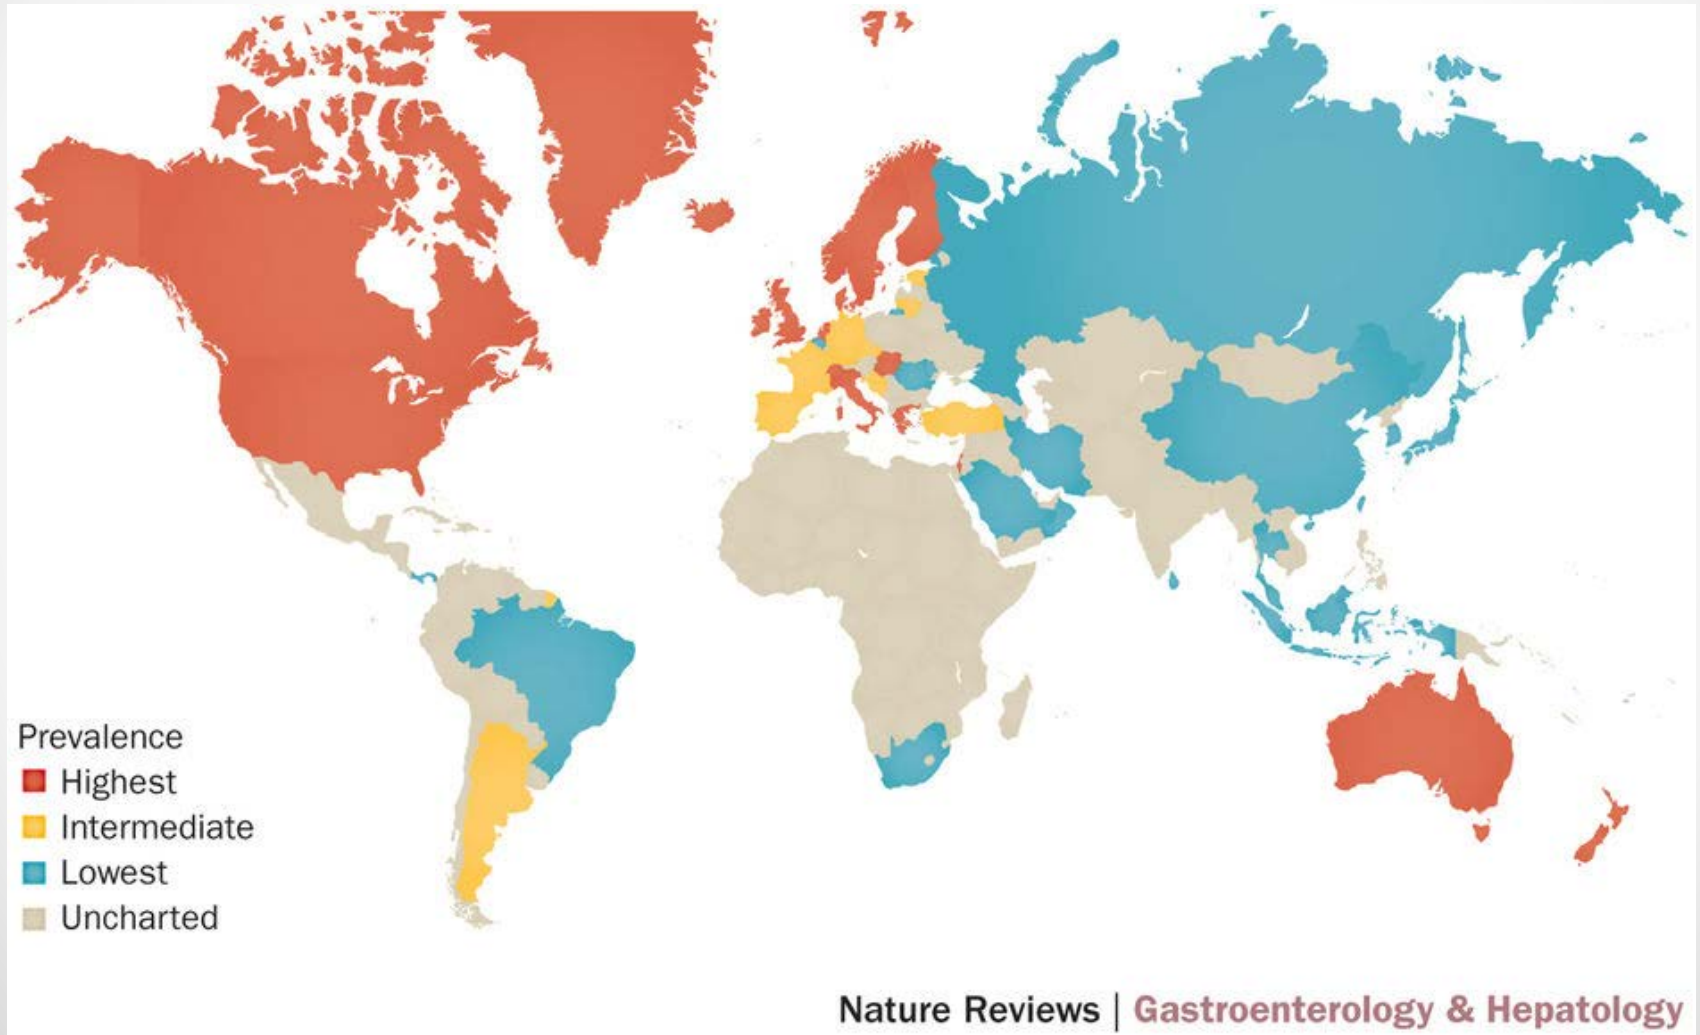 Prevalence
Highest
Intermediate
Lowest
Uncharted
Nature Reviews | Gastroenterology & Hepatology